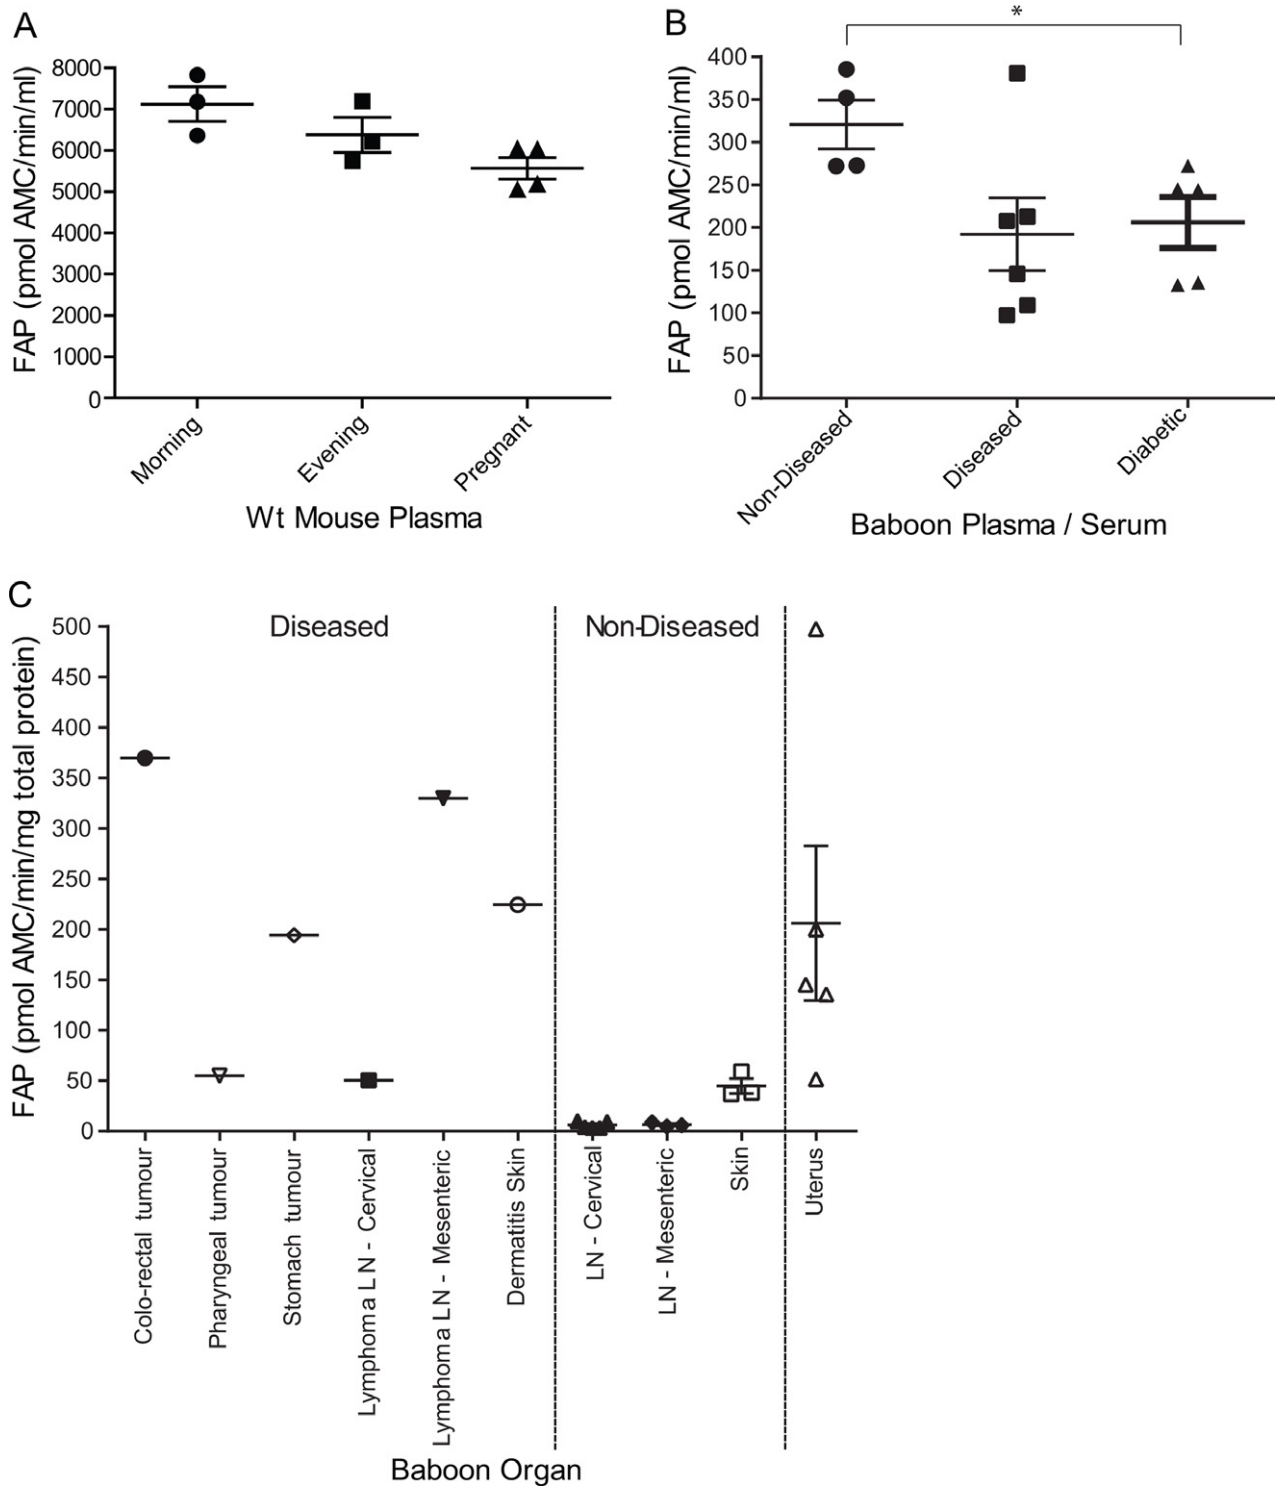 A
FAP (pmol AMC/min/ml)
8000
7000
6000
5000
4000
3000
2000
1000
0
Morning
Evening
Pregnant
Wt Mouse Plasma
B
*
FAP (pmol AMC/min/ml)
400
350
300
250
200
150
100
50
0
Non-Diseased
Diseased
Diabetic
Baboon Plasma / Serum
C
FAP (pmol AMC/min/mg total protein)
Diseased
Non-Diseased
500
450
400
350
300
250
200
150
100
50
0
Colo-rectal tumour
Pharyngeal tumour
Stomach tumour
Lymphoma LN - Cervical
Lymphoma LN - Mesenteric
Dermatitis Skin
LN - Cervical
LN - Mesenteric
Skin
Uterus
Baboon Organ